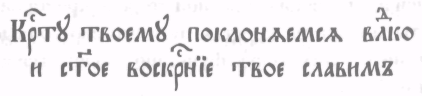 Крⷭ҇тꙋ твоемꙋ поклонѧемсѧ влⷣко
и ст҃ое воскрⷭ҇нїе твое славимъ